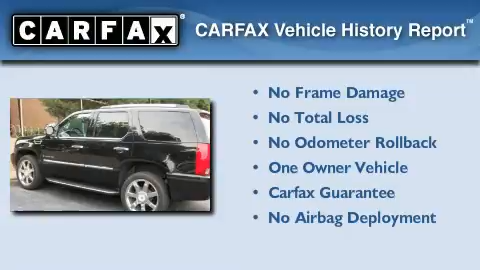 CARFAX® CARFAX Vehicle History Report™
• No Frame Damage
• No Total Loss
• No Odometer Rollback
• One Owner Vehicle
• Carfax Guarantee
• No Airbag Deployment